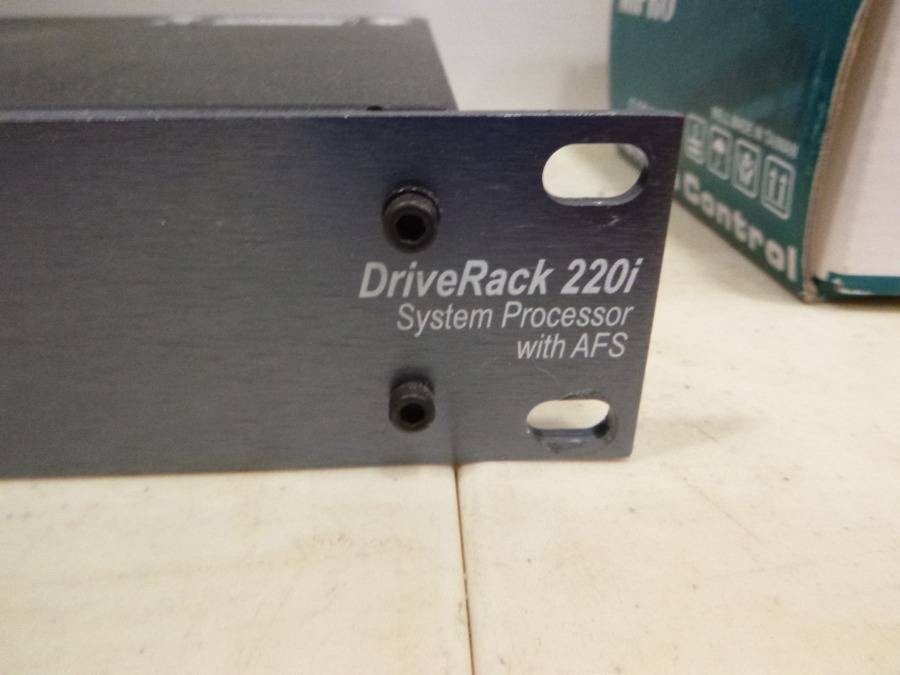 DriveRack 220i
System Processor
with AFS
Control